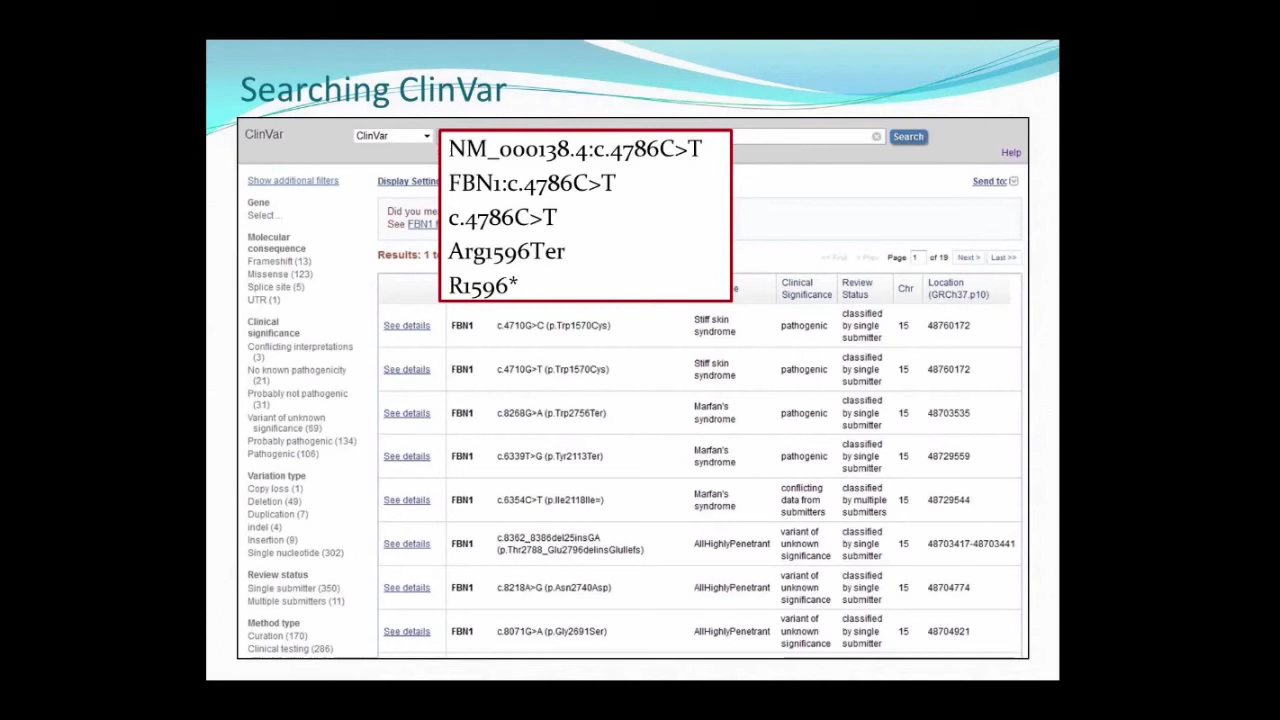 Searching ClinVar
ClinVar
ClinVar
Search
Help
NM_000138.4:c.4786C>T
FBN1:c.4786C>T
c.4786C>T
Arg1596Ter
R1596*
Show additional filters
Gene
Select...
Molecular
consequence
Frameshift (13)
Missense (123)
Splice site (5)
UTR (1)
Clinical
significance
Conflicting interpretations
(3)
No known pathogenicity
(21)
Probably not pathogenic
(31)
Variant of unknown
significance (69)
Probably pathogenic (134)
Pathogenic (106)
Variation type
Copy loss (1)
Deletion (49)
Duplication (7)
indel (4)
Insertion (9)
Single nucleotide (302)
Review status
Single submitter (350)
Multiple submitters (11)
Method type
Curation (170)
Clinical testing (286)
Display Settin
Send to:
Did you me
See FBN1
Results: 1 t
<< First < Prev Page 1 of 19 Next > Last >>
Clinical Significance Review Status Chr Location (GRCh37.p10)
See details FBN1 c.4710G>C (p.Trp1570Cys) Stiff skin syndrome pathogenic classified by single submitter 15 48760172
See details FBN1 c.4710G>T (p.Trp1570Cys) Stiff skin syndrome pathogenic classified by single submitter 15 48760172
See details FBN1 c.8268G>A (p.Trp2756Ter) Marfan's syndrome pathogenic classified by single submitter 15 48703535
See details FBN1 c.6339T>G (p.Tyr2113Ter) Marfan's syndrome pathogenic classified by single submitter 15 48729559
See details FBN1 c.6354C>T (p.Ile2118Ile=) Marfan's syndrome conflicting data from submitters classified by multiple submitters 15 48729544
See details FBN1 c.8362_8386del25insGA (p.Thr2788_Glu2796delinsGluIlefs) AllHighlyPenetrant variant of unknown significance classified by single submitter 15 48703417-48703441
See details FBN1 c.8218A>G (p.Asn2740Asp) AllHighlyPenetrant variant of unknown significance classified by single submitter 15 48704774
See details FBN1 c.8071G>A (p.Gly2691Ser) AllHighlyPenetrant variant of unknown significance classified by single submitter 15 48704921